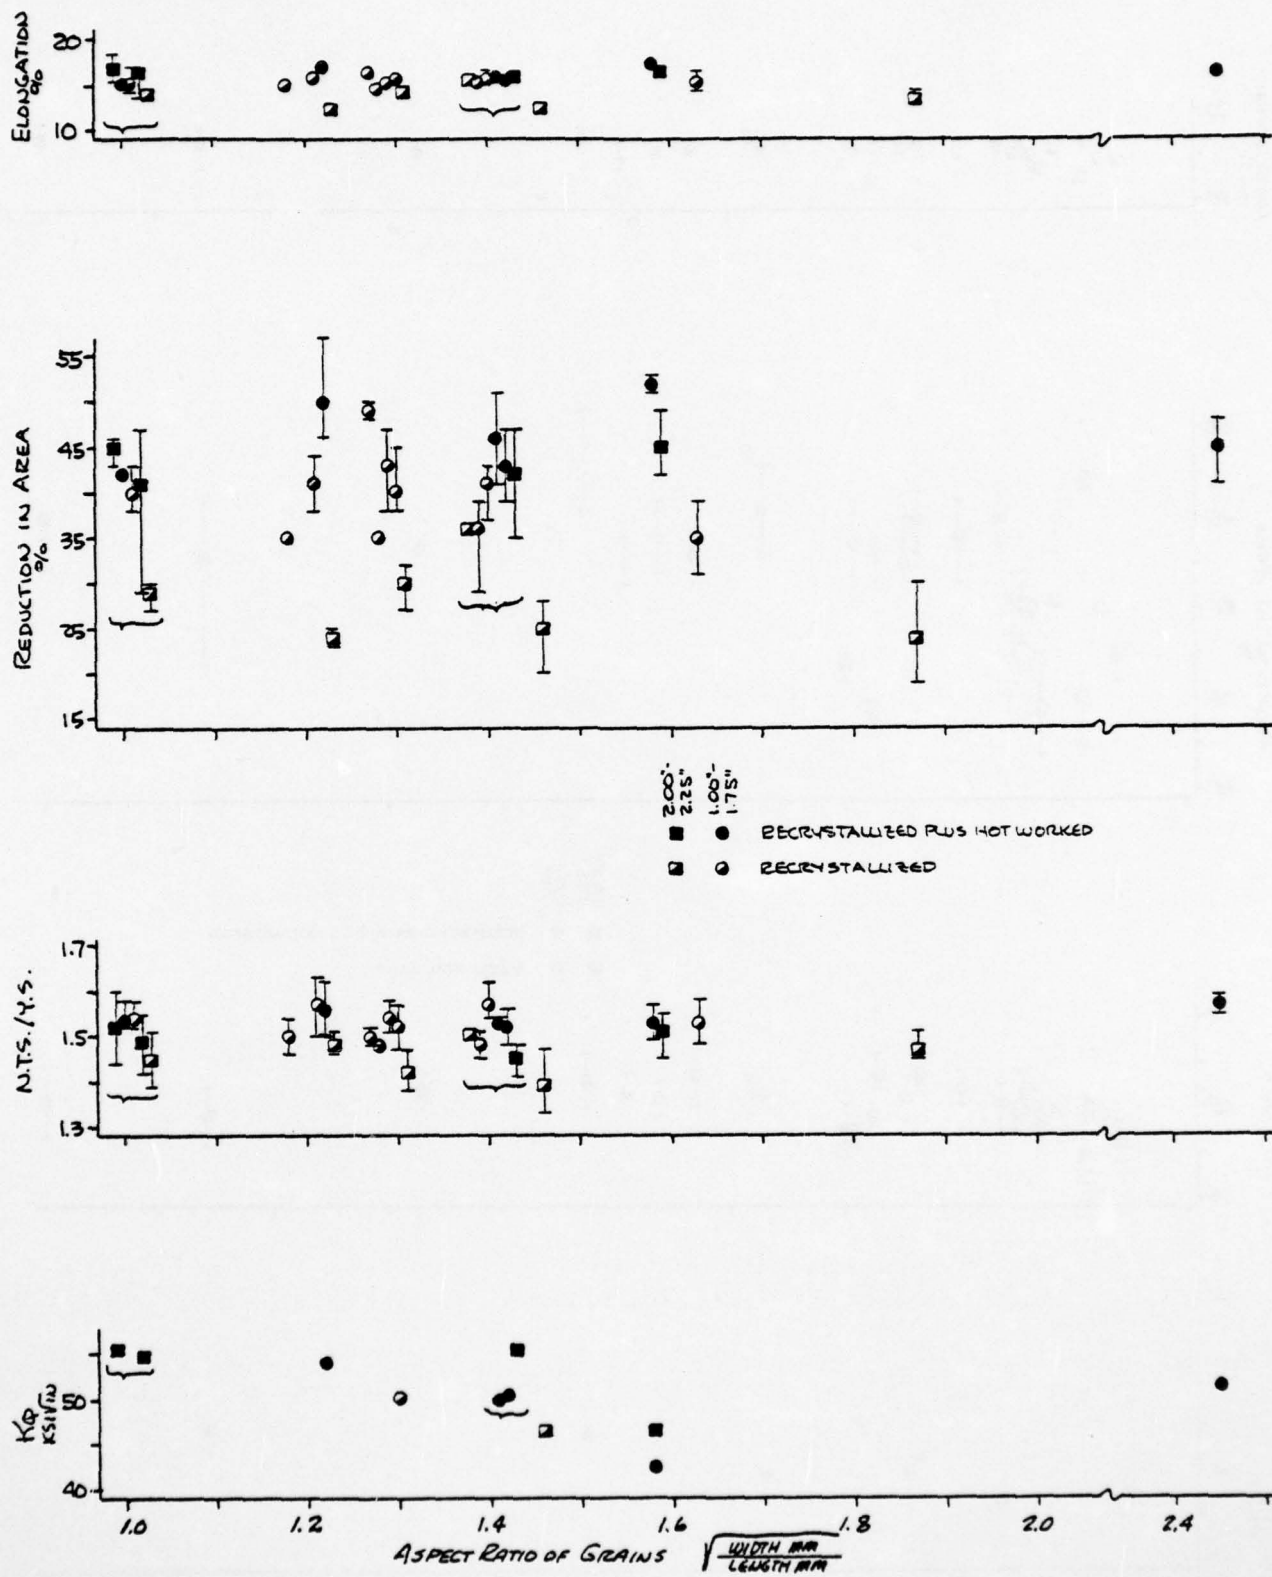 20
ELONGATION
%
10
55
45
REDUCTION IN AREA
%
35
25
15
2.00"-
2.25"
1.00"-
1.75"
RECRYSTALLIZED PLUS HOT WORKED
RECRYSTALLIZED
1.7
N.T.S./Y.S.
1.5
1.3
KQ
KSI√IN
50
40
1.0 1.2 1.4 1.6 1.8 2.0 2.4
ASPECT RATIO OF GRAINS √ WIDTH MM
LENGTH MM